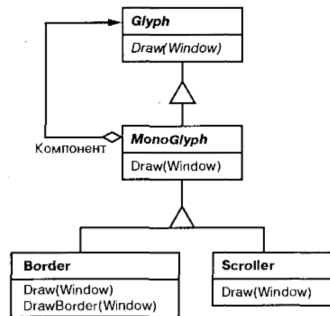 Glyph
Draw(Window)
Компонент
MonoGlyph
Draw(Window)
Border
Draw(Window)
DrawBorder(Window)
Scroller
Draw(Window)